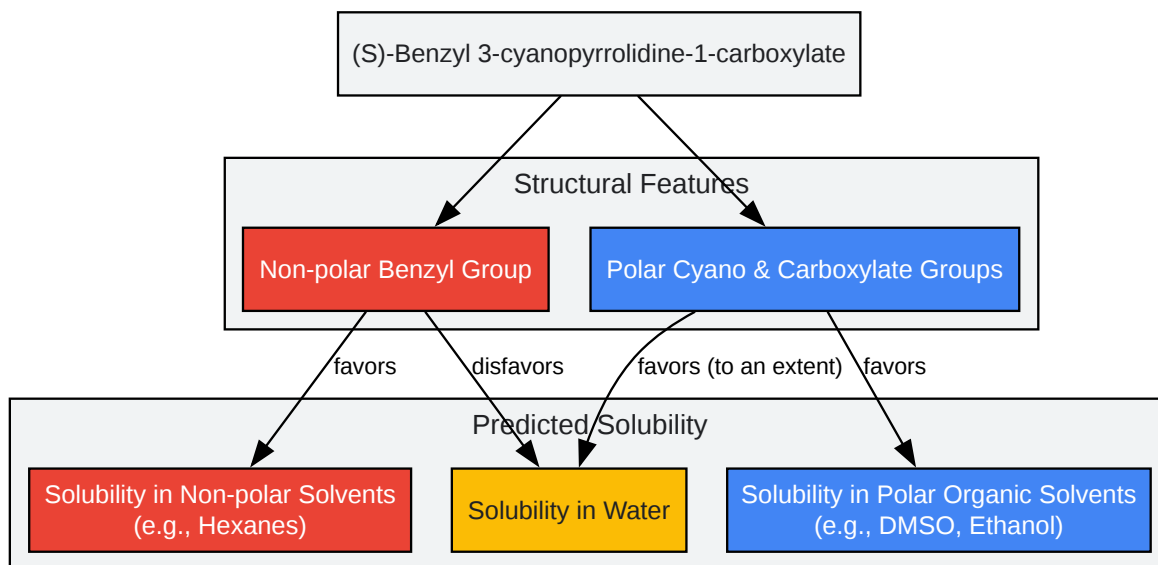 (S)-Benzyl 3-cyanopyrrolidine-1-carboxylate
Structural Features
Non-polar Benzyl Group
Polar Cyano & Carboxylate Groups
favors
disfavors
favors (to an extent)
favors
Predicted Solubility
Solubility in Non-polar Solvents
(e.g., Hexanes)
Solubility in Water
Solubility in Polar Organic Solvents
(e.g., DMSO, Ethanol)